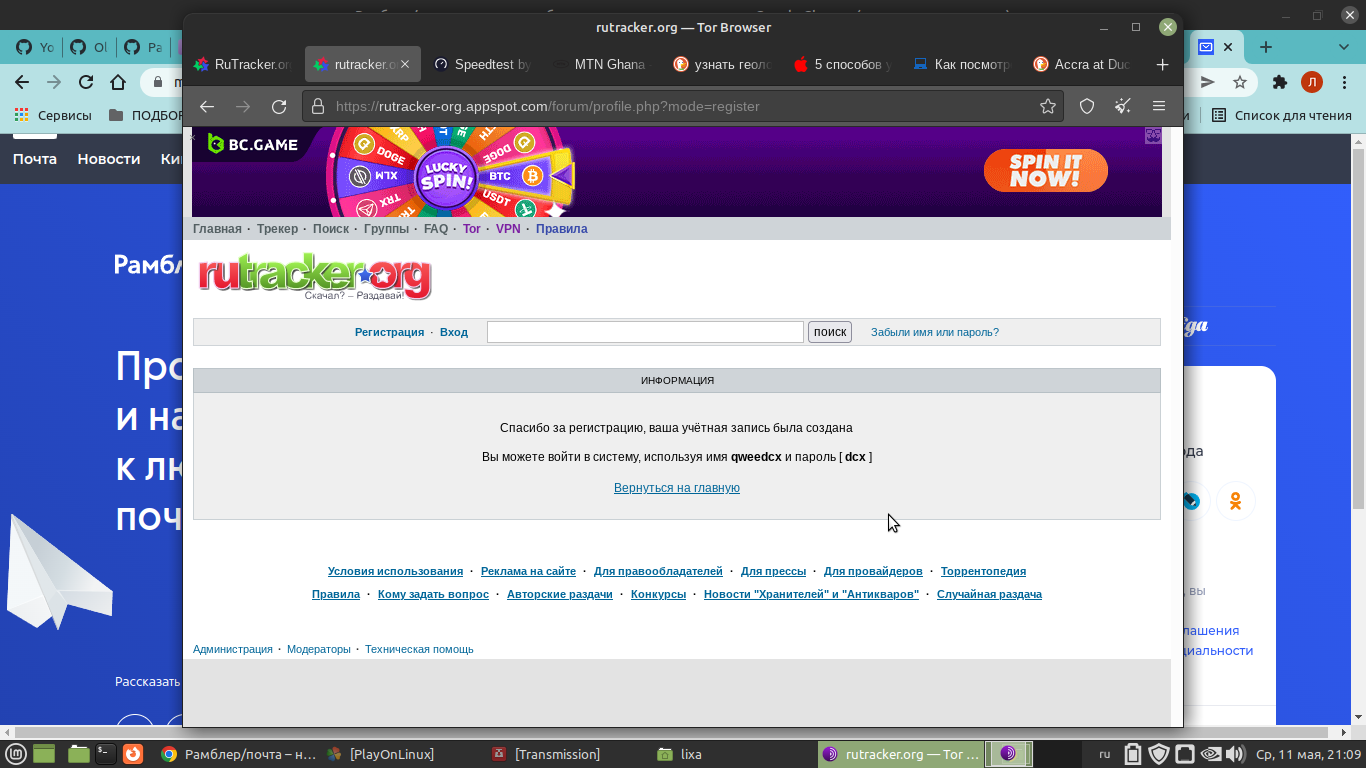 rutracker.org — Tor Browser
RuTracker.or
rutracker.o
Speedtest by
MTN Ghana
узнать геоло
5 способов у
Как посмотр
Accra at Duc
https://rutracker-org.appspot.com/forum/profile.php?mode=register
Сервисы
ПОДБОР
Список для чтения
Л
Почта
Новости
Ки
BC.GAME
LUCKY SPIN!
DOGE
BTC
USDT
TRX
XLM
DOGE
SPIN IT NOW!
Главная · Трекер · Поиск · Группы · FAQ · Tor · VPN · Правила
rutracker.org
Скачал? – Раздавай!
Регистрация · Вход
поиск
Забыли имя или пароль?
ИНФОРМАЦИЯ
Спасибо за регистрацию, ваша учётная запись была создана
Вы можете войти в систему, используя имя qweedcx и пароль [ dcx ]
Вернуться на главную
Условия использования · Реклама на сайте · Для правообладателей · Для прессы · Для провайдеров · Торрентопедия
Правила · Кому задать вопрос · Авторские раздачи · Конкурсы · Новости "Хранителей" и "Антикваров" · Случайная раздача
Администрация · Модераторы · Техническая помощь
Рамбл
Про
и на
к лю
поч
Рассказать
ода
, вы
лашения
циальности
Рамблер/почта – н...
[PlayOnLinux]
[Transmission]
lixa
rutracker.org — Tor ...
ru
Ср, 11 мая, 21:09